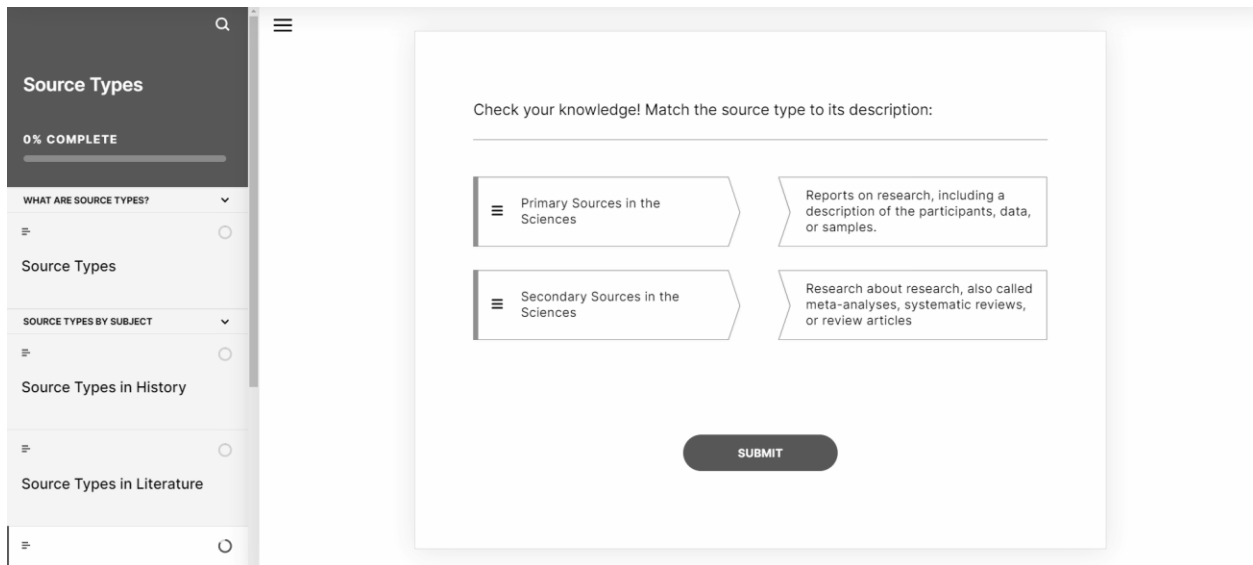 Source Types
0% COMPLETE
WHAT ARE SOURCE TYPES?
Source Types
SOURCE TYPES BY SUBJECT
Source Types in History
Source Types in Literature
Check your knowledge! Match the source type to its description:
Primary Sources in the
Sciences
Reports on research, including a
description of the participants, data,
or samples.
Secondary Sources in the
Sciences
Research about research, also called
meta-analyses, systematic reviews,
or review articles
SUBMIT